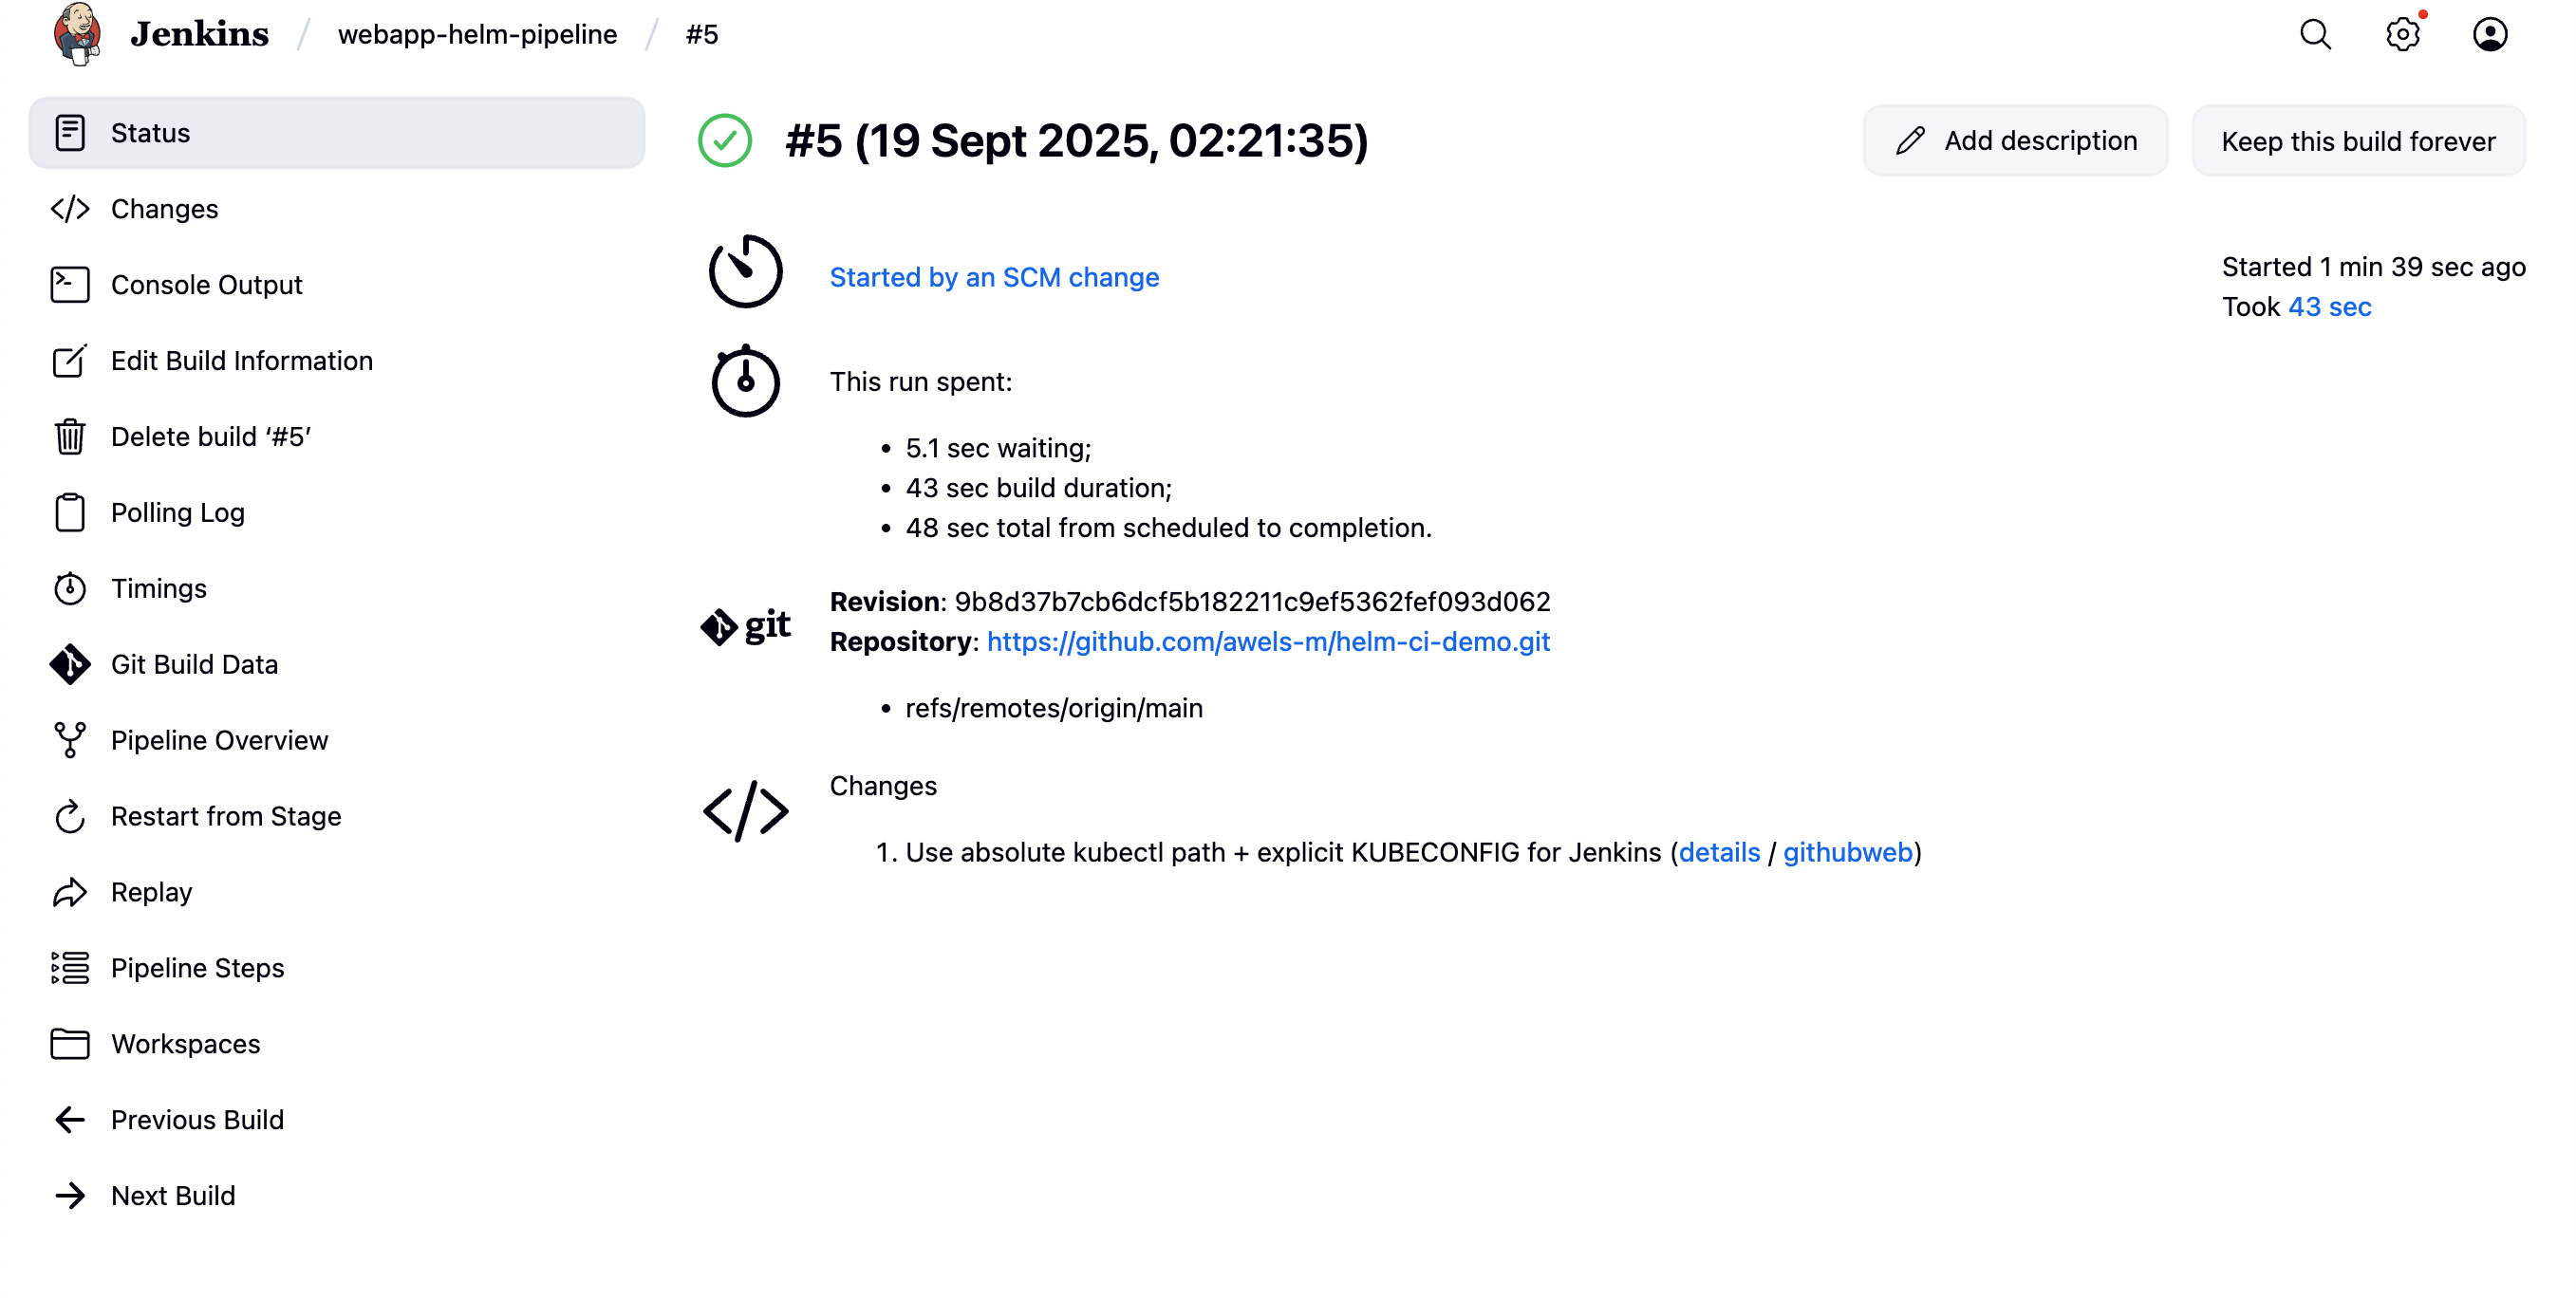 Jenkins / webapp-helm-pipeline / #5
Status
Changes
Console Output
Edit Build Information
Delete build ‘#5’
Polling Log
Timings
Git Build Data
Pipeline Overview
Restart from Stage
Replay
Pipeline Steps
Workspaces
Previous Build
Next Build
#5 (19 Sept 2025, 02:21:35)
Add description
Keep this build forever
Started by an SCM change
Started 1 min 39 sec ago
Took 43 sec
This run spent:
• 5.1 sec waiting;
• 43 sec build duration;
• 48 sec total from scheduled to completion.
git
Revision: 9b8d37b7cb6dcf5b182211c9ef5362fef093d062
Repository: https://github.com/awels-m/helm-ci-demo.git
• refs/remotes/origin/main
Changes
1. Use absolute kubectl path + explicit KUBECONFIG for Jenkins (details / githubweb)